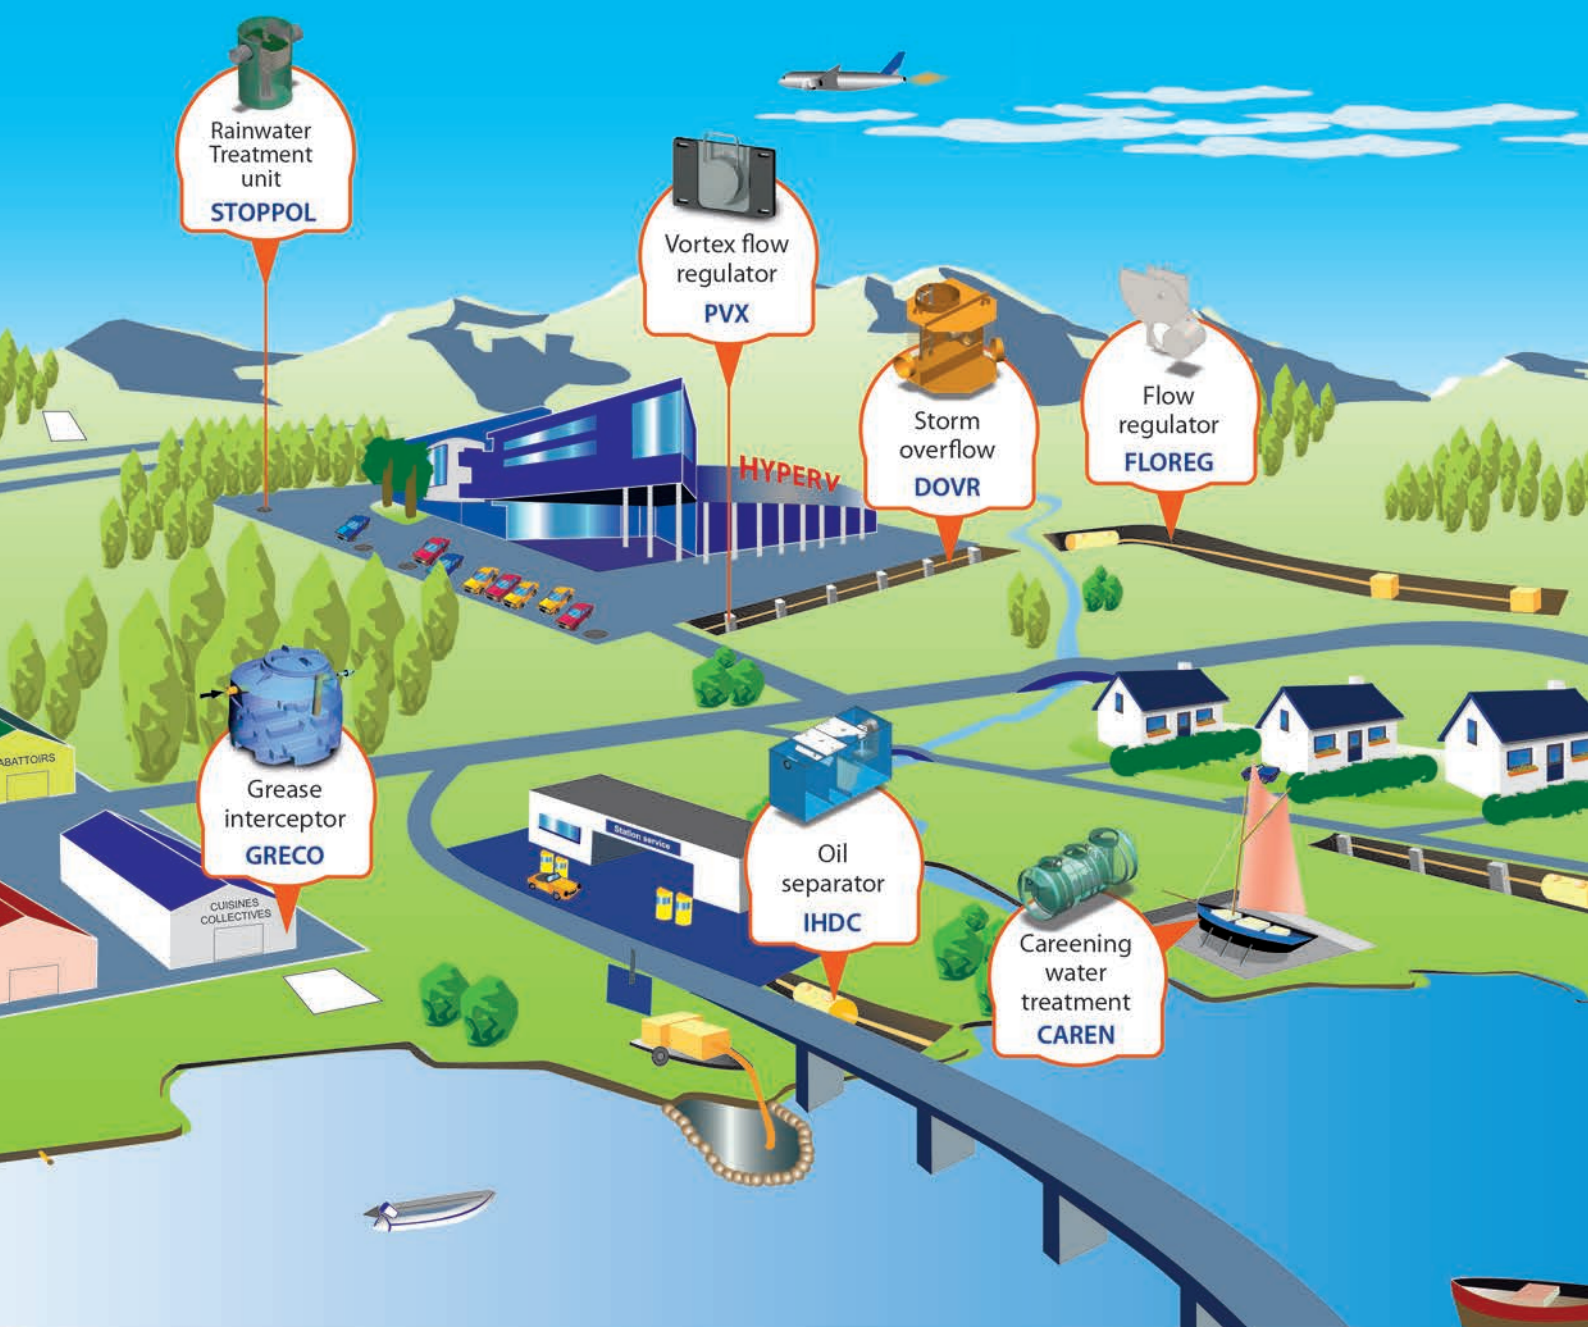 Rainwater
Treatment
unit
STOPPOL
Vortex flow
regulator
PVX
Storm
overflow
DOVR
Flow
regulator
FLOREG
HYPERV
ABATTOIRS
Grease
interceptor
GRECO
CUISINES
COLLECTIVES
Station service
Oil
separator
IHDC
Careening
water
treatment
CAREN